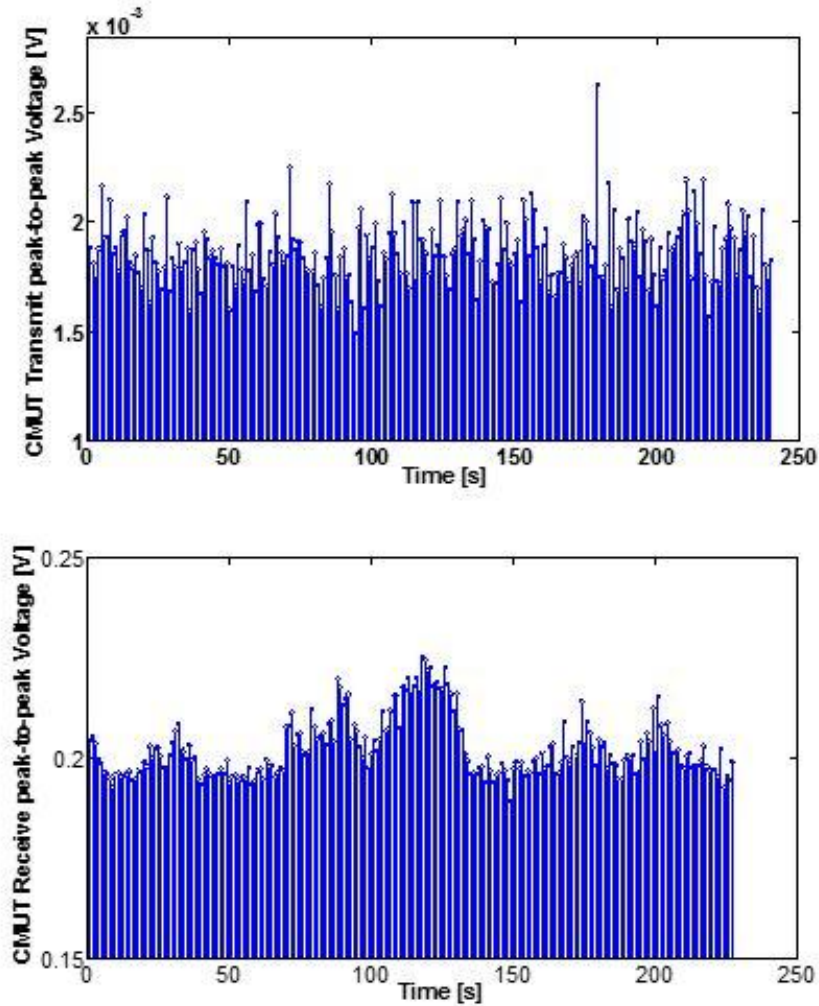 x 10⁻³
CMUT Transmit peak-to-peak Voltage [V]
2.5
2
1.5
1
0 50 100 150 200 250
Time [s]
CMUT Receive peak-to-peak Voltage [V]
0.25
0.2
0.15
0 50 100 150 200 250
Time [s]